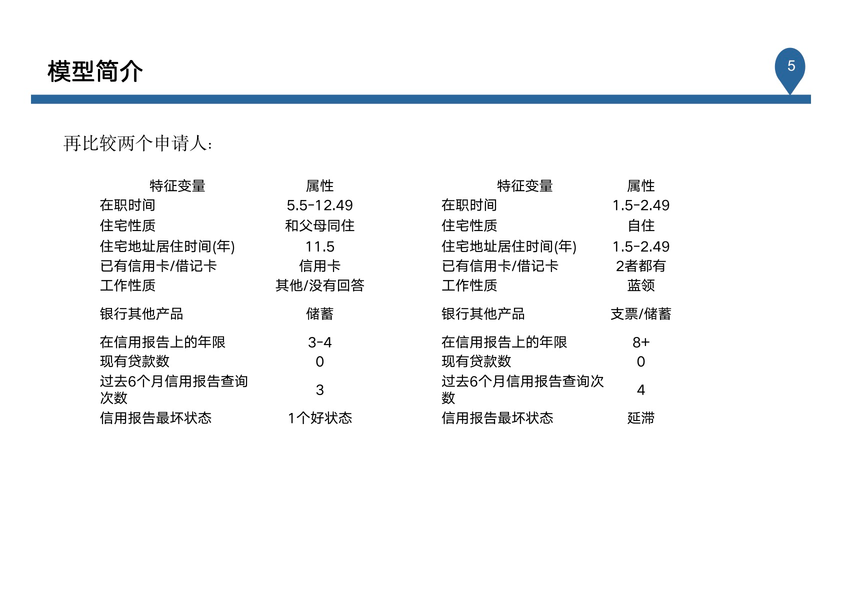 模型简介
5
再比较两个申请人:
特征变量 属性
在职时间 5.5-12.49
住宅性质 和父母同住
住宅地址居住时间(年) 11.5
已有信用卡/借记卡 信用卡
工作性质 其他/没有回答
银行其他产品 储蓄
在信用报告上的年限 3-4
现有贷款数 0
过去6个月信用报告查询
次数 3
信用报告最坏状态 1个好状态
特征变量 属性
在职时间 1.5-2.49
住宅性质 自住
住宅地址居住时间(年) 1.5-2.49
已有信用卡/借记卡 2者都有
工作性质 蓝领
银行其他产品 支票/储蓄
在信用报告上的年限 8+
现有贷款数 0
过去6个月信用报告查询次
数 4
信用报告最坏状态 延滞